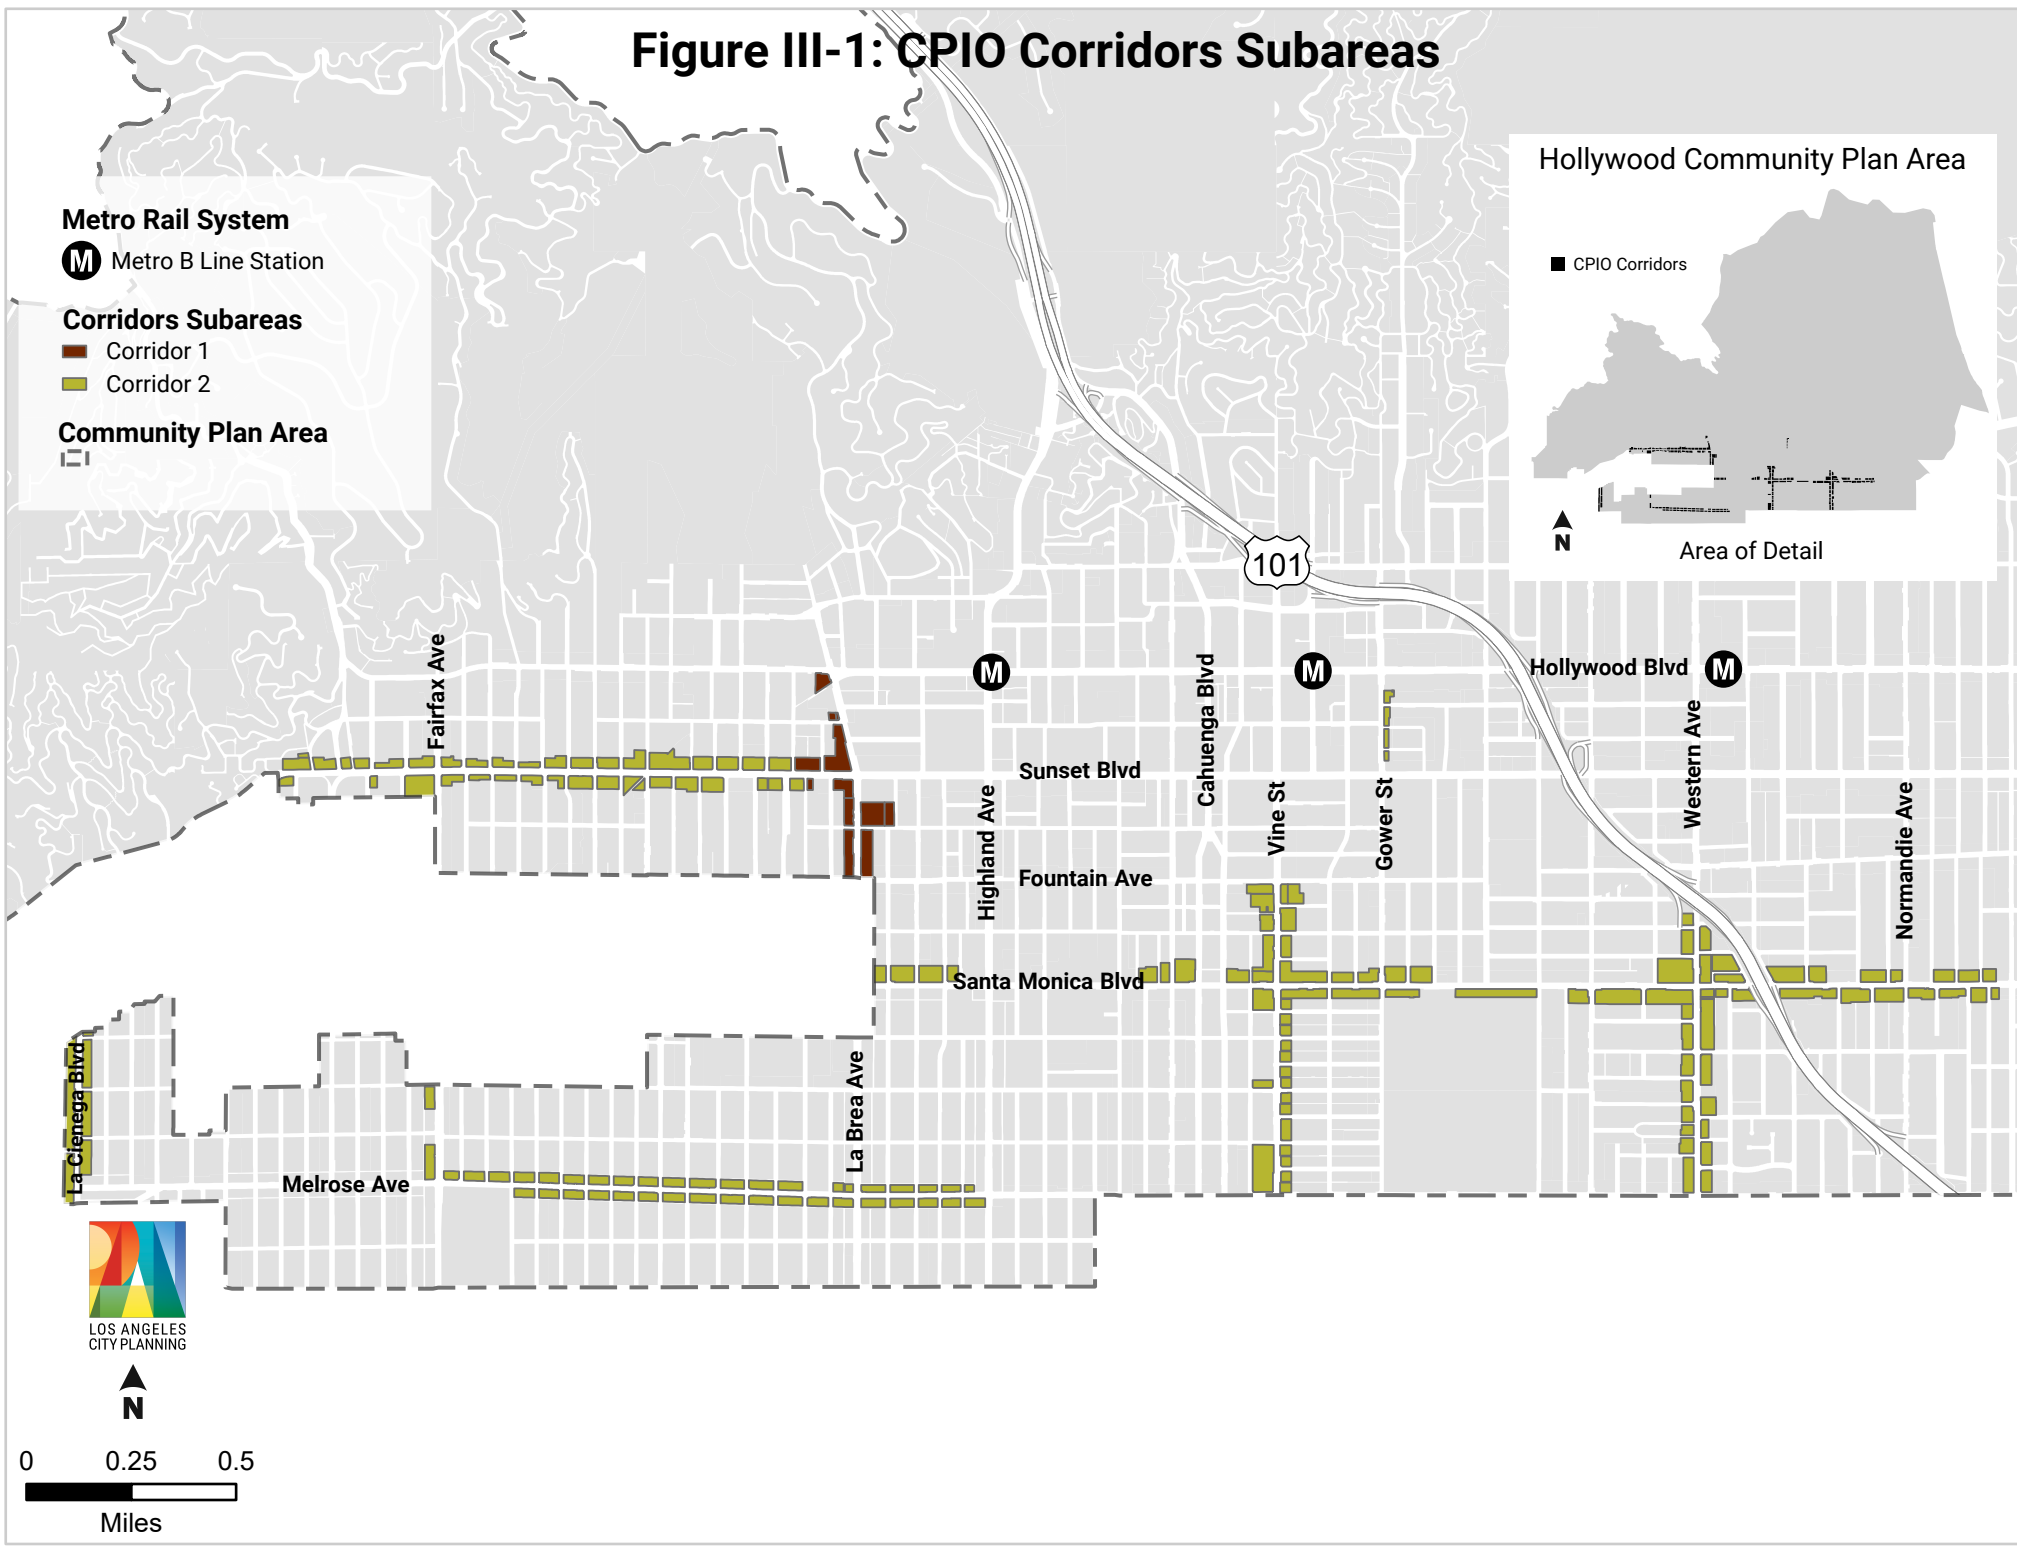 Figure III-1: CPIO Corridors Subareas
Hollywood Community Plan Area
CPIO Corridors
N
Area of Detail
Metro Rail System
M Metro B Line Station
Corridors Subareas
Corridor 1
Corridor 2
Community Plan Area
101
Fairfax Ave
M
Cahuenga Blvd
M
Hollywood Blvd
M
Western Ave
Sunset Blvd
Highland Ave
Vine St
Gower St
Normandie Ave
Fountain Ave
Santa Monica Blvd
La Cienega Blvd
La Brea Ave
Melrose Ave
LOS ANGELES
CITY PLANNING
N
0 0.25 0.5
Miles